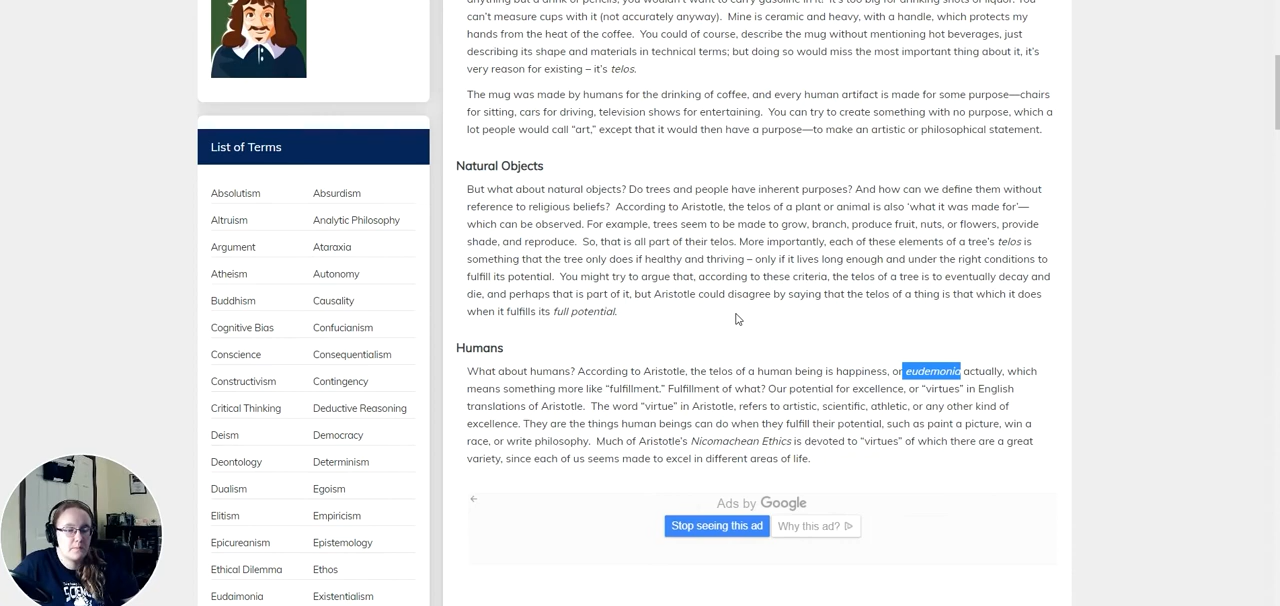 anything but a drink or pencils, you wouldn't want to carry gasoline in it! It's too big for drinking shots of liquor. You
can't measure cups with it (not accurately anyway). Mine is ceramic and heavy, with a handle, which protects my
hands from the heat of the coffee. You could of course, describe the mug without mentioning hot beverages, just
describing its shape and materials in technical terms; but doing so would miss the most important thing about it, it's
very reason for existing – it's telos.
The mug was made by humans for the drinking of coffee, and every human artifact is made for some purpose—chairs
for sitting, cars for driving, television shows for entertaining. You can try to create something with no purpose, which a
lot people would call “art,” except that it would then have a purpose—to make an artistic or philosophical statement.
Natural Objects
But what about natural objects? Do trees and people have inherent purposes? And how can we define them without
reference to religious beliefs? According to Aristotle, the telos of a plant or animal is also ‘what it was made for’—
which can be observed. For example, trees seem to be made to grow, branch, produce fruit, nuts, or flowers, provide
shade, and reproduce. So, that is all part of their telos. More importantly, each of these elements of a tree's telos is
something that the tree only does if healthy and thriving – only if it lives long enough and under the right conditions to
fulfill its potential. You might try to argue that, according to these criteria, the telos of a tree is to eventually decay and
die, and perhaps that is part of it, but Aristotle could disagree by saying that the telos of a thing is that which it does
when it fulfills its full potential.
Humans
What about humans? According to Aristotle, the telos of a human being is happiness, or eudemonia actually, which
means something more like “fulfillment.” Fulfillment of what? Our potential for excellence, or “virtues” in English
translations of Aristotle. The word “virtue” in Aristotle, refers to artistic, scientific, athletic, or any other kind of
excellence. They are the things human beings can do when they fulfill their potential, such as paint a picture, win a
race, or write philosophy. Much of Aristotle's Nicomachean Ethics is devoted to “virtues” of which there are a great
variety, since each of us seems made to excel in different areas of life.
Ads by Google
Stop seeing this ad Why this ad?
List of Terms
Absolutism Absurdism
Altruism Analytic Philosophy
Argument Ataraxia
Atheism Autonomy
Buddhism Causality
Cognitive Bias Confucianism
Conscience Consequentialism
Constructivism Contingency
Critical Thinking Deductive Reasoning
Deism Democracy
Deontology Determinism
Dualism Egoism
Elitism Empiricism
Epicureanism Epistemology
Ethical Dilemma Ethos
Eudaimonia Existentialism